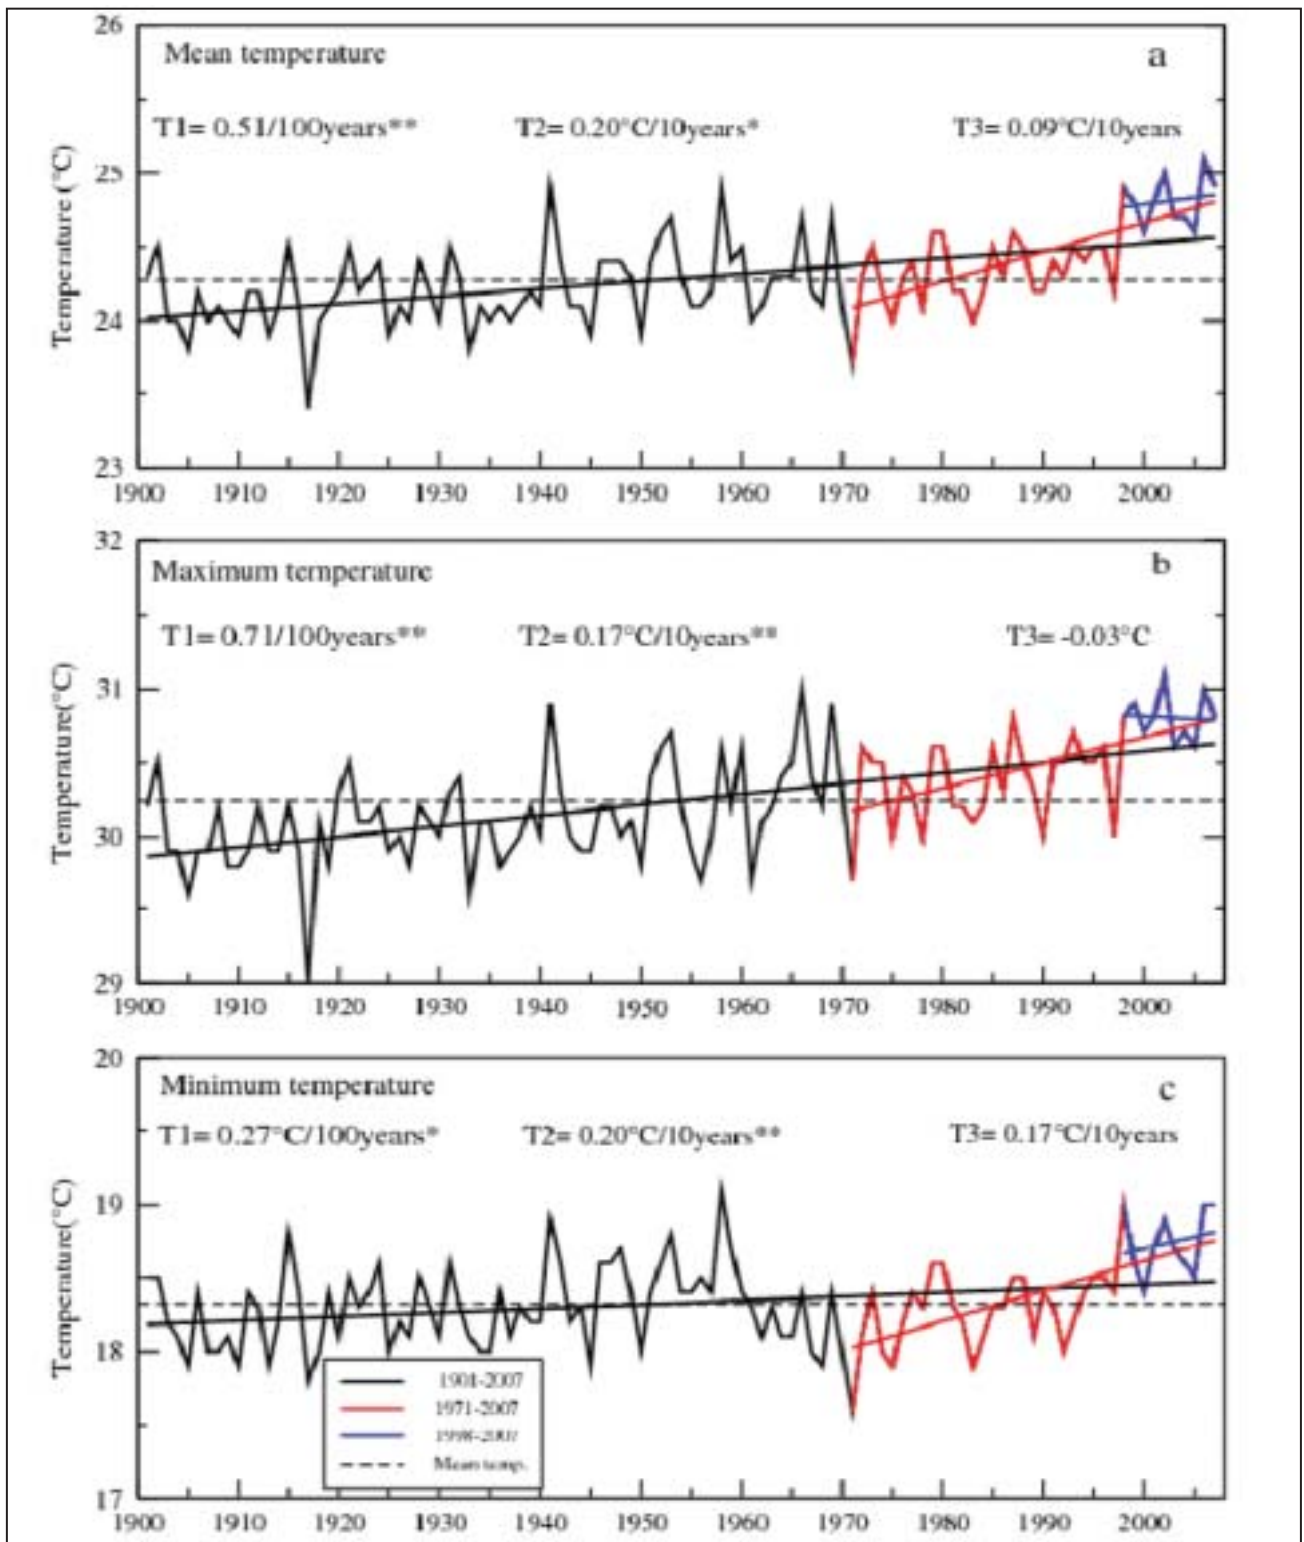 26
Mean temperature a
T1= 0.51/100years** T2= 0.20°C/10years* T3= 0.09°C/10years
25
Temperature (°C)
24
23
1900 1910 1920 1930 1940 1950 1960 1970 1980 1990 2000
32
Maximum temperature b
T1= 0.71/100years** T2= 0.17°C/10years** T3= -0.03°C
31
Temperature(°C)
30
29
1900 1910 1920 1930 1940 1950 1960 1970 1980 1990 2000
20
Minimum temperature c
T1= 0.27°C/100years* T2= 0.20°C/10years** T3= 0.17°C/10years
19
Temperature(°C)
18
1901-2007
1971-2007
1998-2007
Mean temp.
17
1900 1910 1920 1930 1940 1950 1960 1970 1980 1990 2000